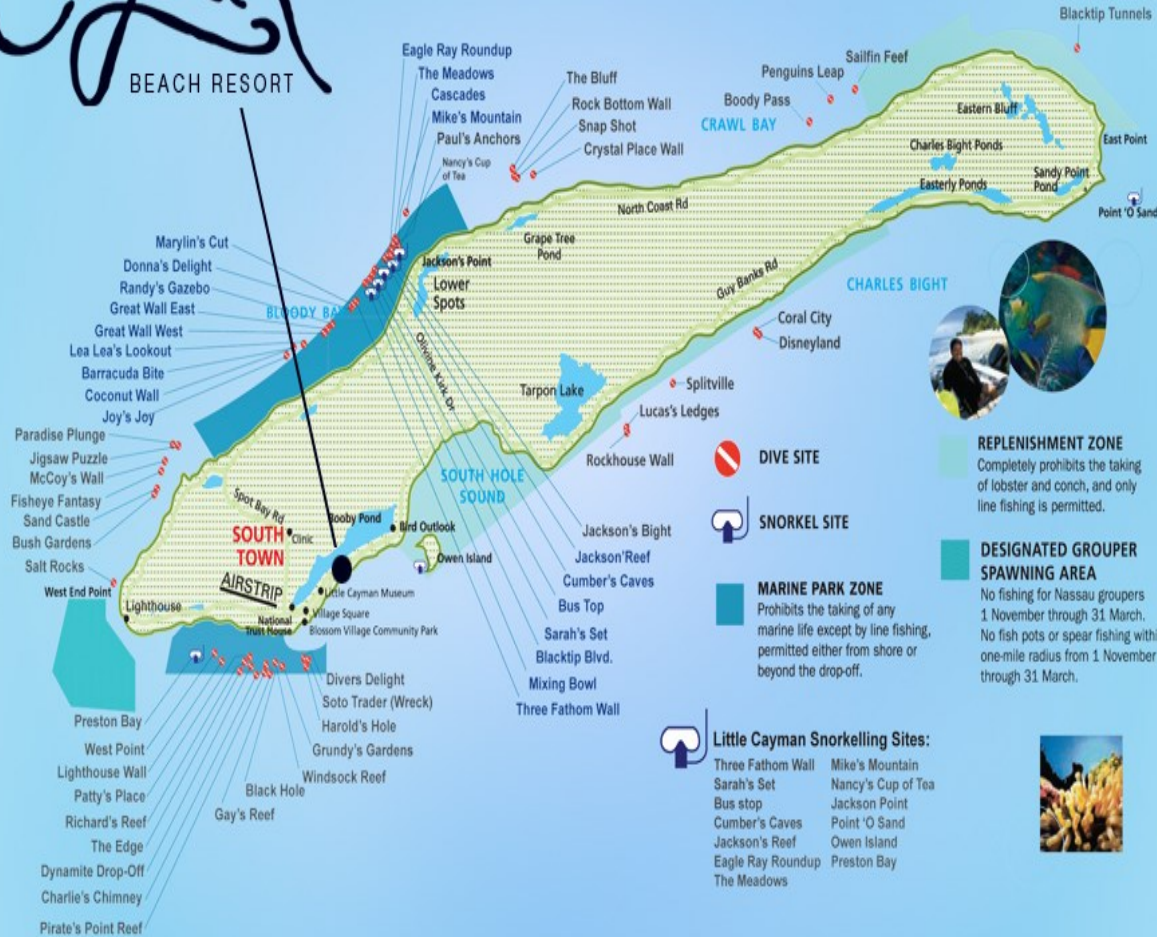 BEACH RESORT
Eagle Ray Roundup
The Meadows
Cascades
Mike's Mountain
Paul's Anchors
Nancy's Cup
of Tea
The Bluff
Rock Bottom Wall
Snap Shot
Crystal Place Wall
CRAWL BAY
Boody Pass
Penguins Leap
Sailfin Feef
Blacktip Tunnels
Eastern Bluff
East Point
Charles Bight Ponds
Easterly Ponds
Sandy Point
Pond
Point 'O Sand
North Coast Rd
Grape Tree
Pond
Jackson's Point
Lower
Spots
Guy Banks Rd
CHARLES BIGHT
Marylin's Cut
Donna's Delight
Randy's Gazebo
Great Wall East
Great Wall West
Lea Lea's Lookout
Barracuda Bite
Coconut Wall
Joy's Joy
BLOODY BAY
Olivine Kirk Dr
Tarpon Lake
Coral City
Disneyland
Splitville
Lucas's Ledges
Rockhouse Wall
Paradise Plunge
Jigsaw Puzzle
McCoy's Wall
Fisheye Fantasy
Sand Castle
Bush Gardens
Salt Rocks
West End Point
Lighthouse
Spot Bay Rd
SOUTH
TOWN
Clinic
AIRSTRIP
Booby Pond
Bird Outlook
SOUTH HOLE
SOUND
Owen Island
Little Cayman Museum
Village Square
National
Trust House
Blossom Village Community Park
Jackson's Bight
Jackson'Reef
Cumber's Caves
Bus Top
Sarah's Set
Blacktip Blvd.
Mixing Bowl
Three Fathom Wall
Divers Delight
Soto Trader (Wreck)
Harold's Hole
Grundy's Gardens
Windsock Reef
Black Hole
Gay's Reef
Preston Bay
West Point
Lighthouse Wall
Patty's Place
Richard's Reef
The Edge
Dynamite Drop-Off
Charlie's Chimney
Pirate's Point Reef
DIVE SITE
SNORKEL SITE
MARINE PARK ZONE
Prohibits the taking of any
marine life except by line fishing,
permitted either from shore or
beyond the drop-off.
REPLENISHMENT ZONE
Completely prohibits the taking
of lobster and conch, and only
line fishing is permitted.
DESIGNATED GROUPER
SPAWNING AREA
No fishing for Nassau groupers
1 November through 31 March.
No fish pots or spear fishing withi
one-mile radius from 1 November
through 31 March.
Little Cayman Snorkelling Sites:
Three Fathom Wall
Sarah's Set
Bus stop
Cumber's Caves
Jackson's Reef
Eagle Ray Roundup
The Meadows
Mike's Mountain
Nancy's Cup of Tea
Jackson Point
Point 'O Sand
Owen Island
Preston Bay